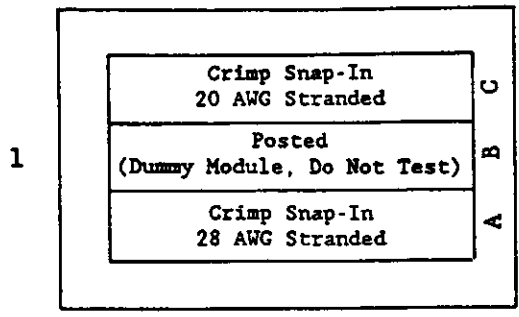 Crimp Snap-In
20 AWG Stranded
C
1
Posted
(Dummy Module, Do Not Test)
B
Crimp Snap-In
28 AWG Stranded
A